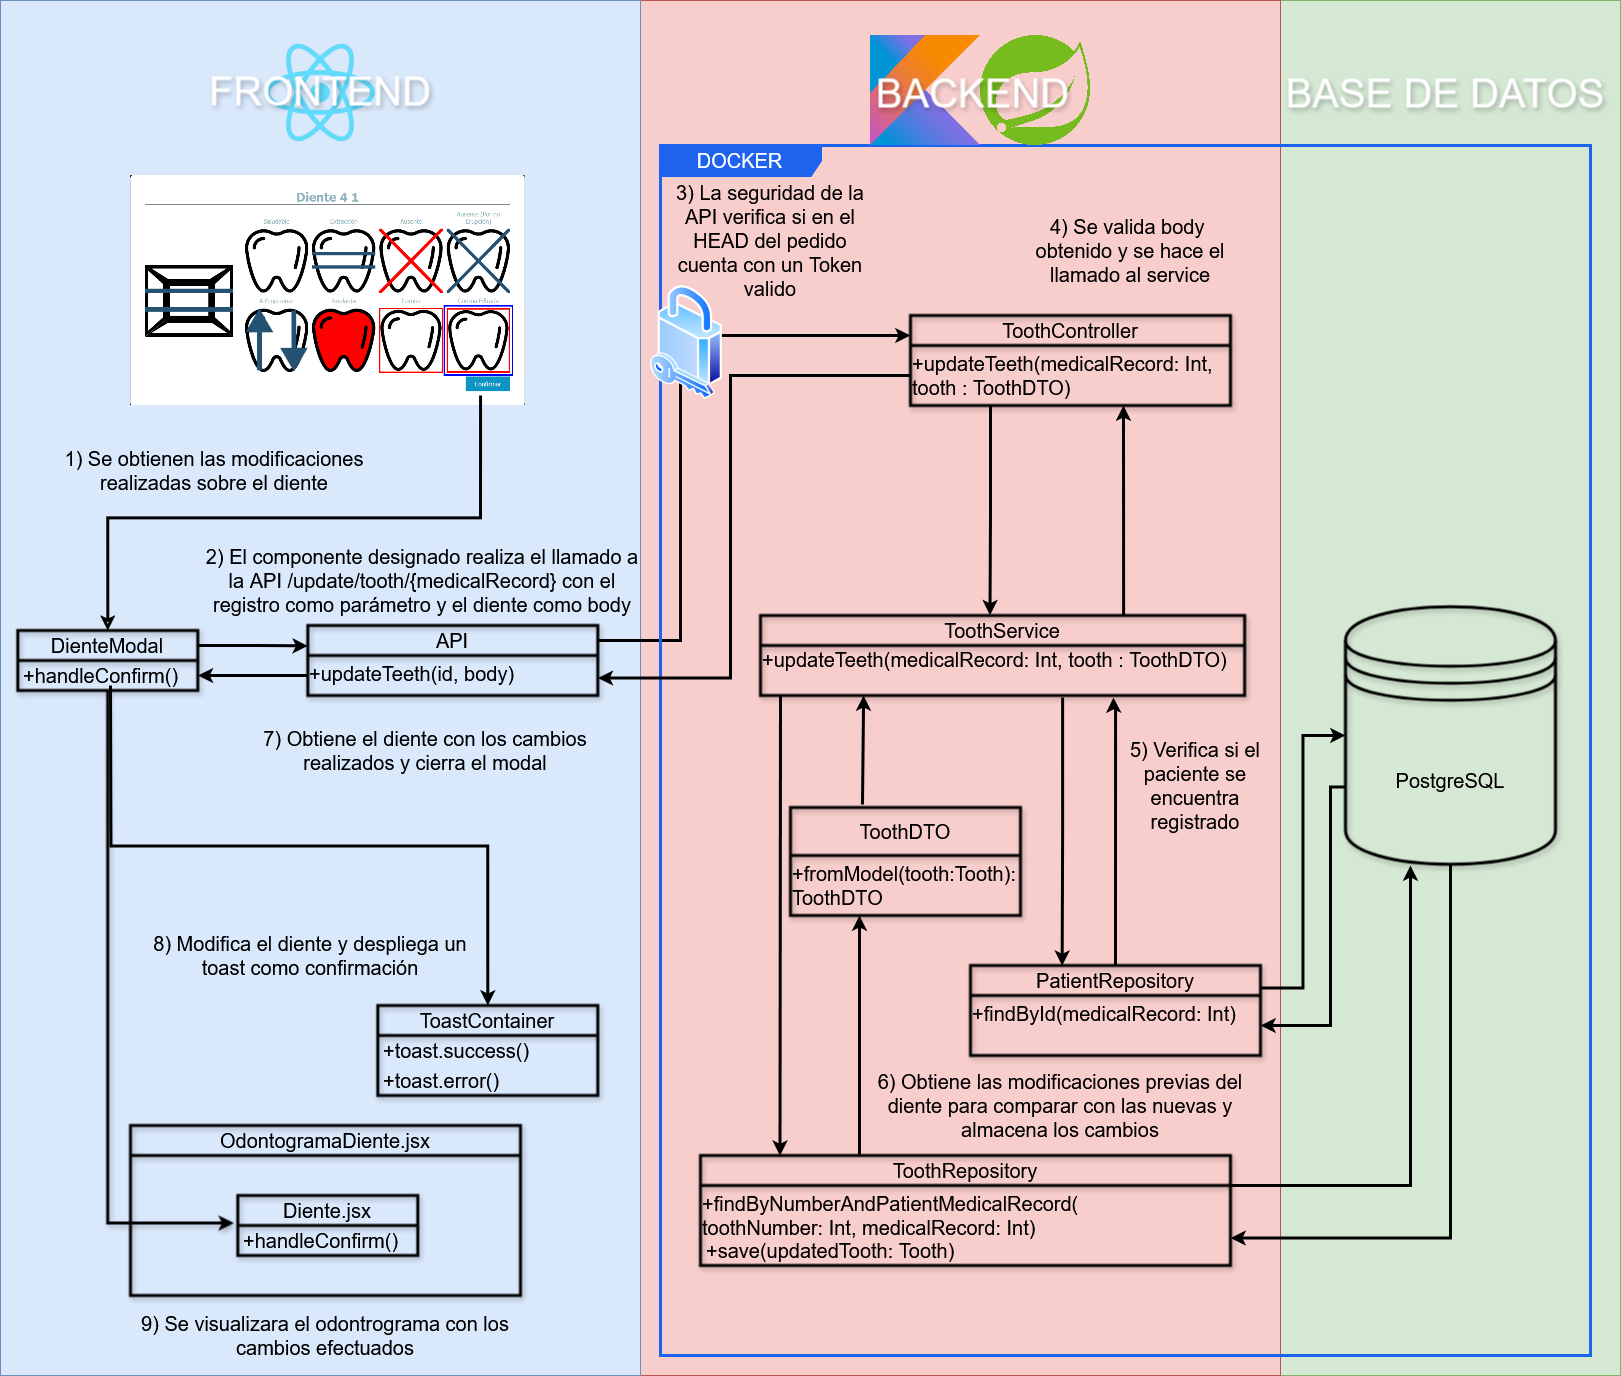 FRONTEND
BACKEND
BASE DE DATOS
DOCKER
Diente 4 1
Saludable
Extracción
Ausente
Ausente (Por no
Erupción)
A Erupcionar
Implante
Corona
Corona Filtrada
Confirmar
1) Se obtienen las modificaciones
realizadas sobre el diente
2) El componente designado realiza el llamado a
la API /update/tooth/{medicalRecord} con el
registro como parámetro y el diente como body
DienteModal
+handleConfirm()
API
+updateTeeth(id, body)
7) Obtiene el diente con los cambios
realizados y cierra el modal
8) Modifica el diente y despliega un
toast como confirmación
ToastContainer
+toast.success()
+toast.error()
OdontogramaDiente.jsx
Diente.jsx
+handleConfirm()
9) Se visualizara el odontrograma con los
cambios efectuados
3) La seguridad de la
API verifica si en el
HEAD del pedido
cuenta con un Token
valido
4) Se valida body
obtenido y se hace el
llamado al service
ToothController
+updateTeeth(medicalRecord: Int,
tooth : ToothDTO)
ToothService
+updateTeeth(medicalRecord: Int, tooth : ToothDTO)
5) Verifica si el
paciente se
encuentra
registrado
ToothDTO
+fromModel(tooth:Tooth):
ToothDTO
PatientRepository
+findById(medicalRecord: Int)
6) Obtiene las modificaciones previas del
diente para comparar con las nuevas y
almacena los cambios
ToothRepository
+findByNumberAndPatientMedicalRecord(
toothNumber: Int, medicalRecord: Int)
+save(updatedTooth: Tooth)
PostgreSQL